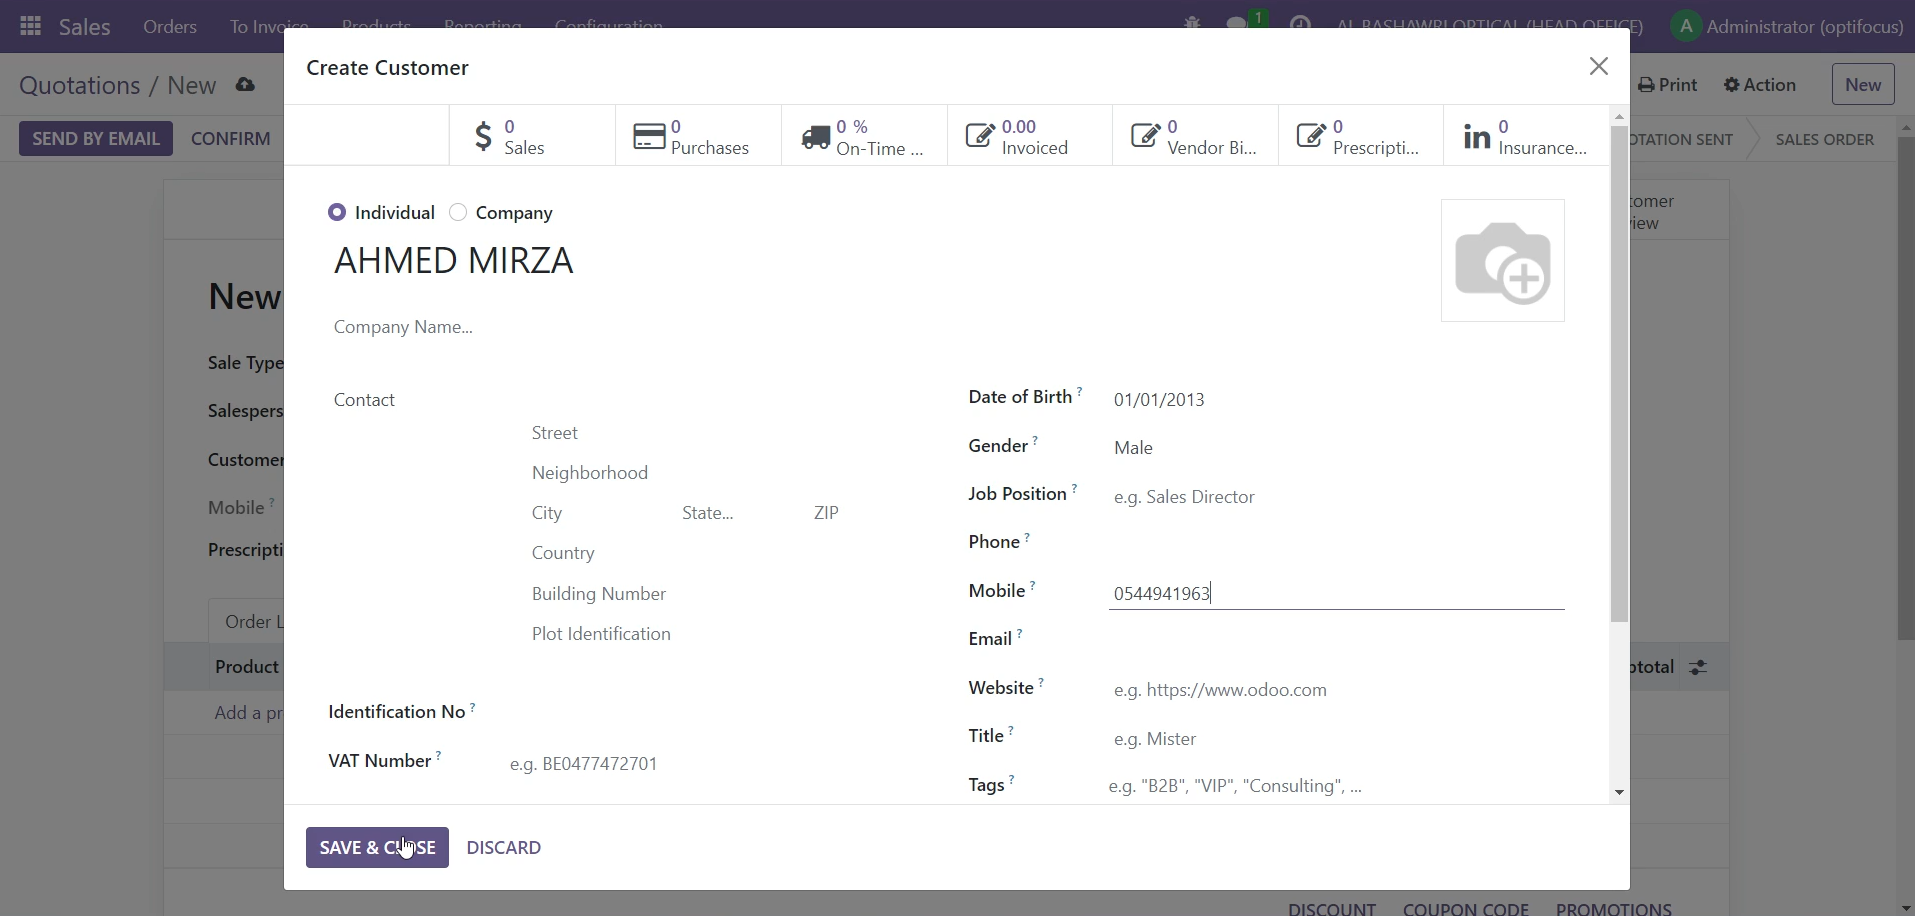 Sales Orders To Invoice Products Reporting Configuration 1 AL BASHAWRI OPTICAL (HEAD OFFICE) A Administrator (optifocus)
Quotations / New Print Action New
SEND BY EMAIL CONFIRM OTATION SENT SALES ORDER
Create Customer
0 Sales
0 Purchases
0 % On-Time ...
0.00 Invoiced
0 Vendor Bi...
0 Prescripti...
0 Insurance...
tomer
iew
Individual Company
AHMED MIRZA
Company Name...
New
Sale Type
Salespers
Customer
Mobile ?
Prescripti
Order L
Product
Add a pr
Contact
Street
Neighborhood
City State... ZIP
Country
Building Number
Plot Identification
Identification No ?
VAT Number ? e.g. BE0477472701
Date of Birth ? 01/01/2013
Gender ? Male
Job Position ? e.g. Sales Director
Phone ?
Mobile ? 0544941963
Email ?
Website ? e.g. https://www.odoo.com
Title ? e.g. Mister
Tags ? e.g. "B2B", "VIP", "Consulting", ...
btotal
SAVE & CLOSE DISCARD
DISCOUNT COUPON CODE PROMOTIONS